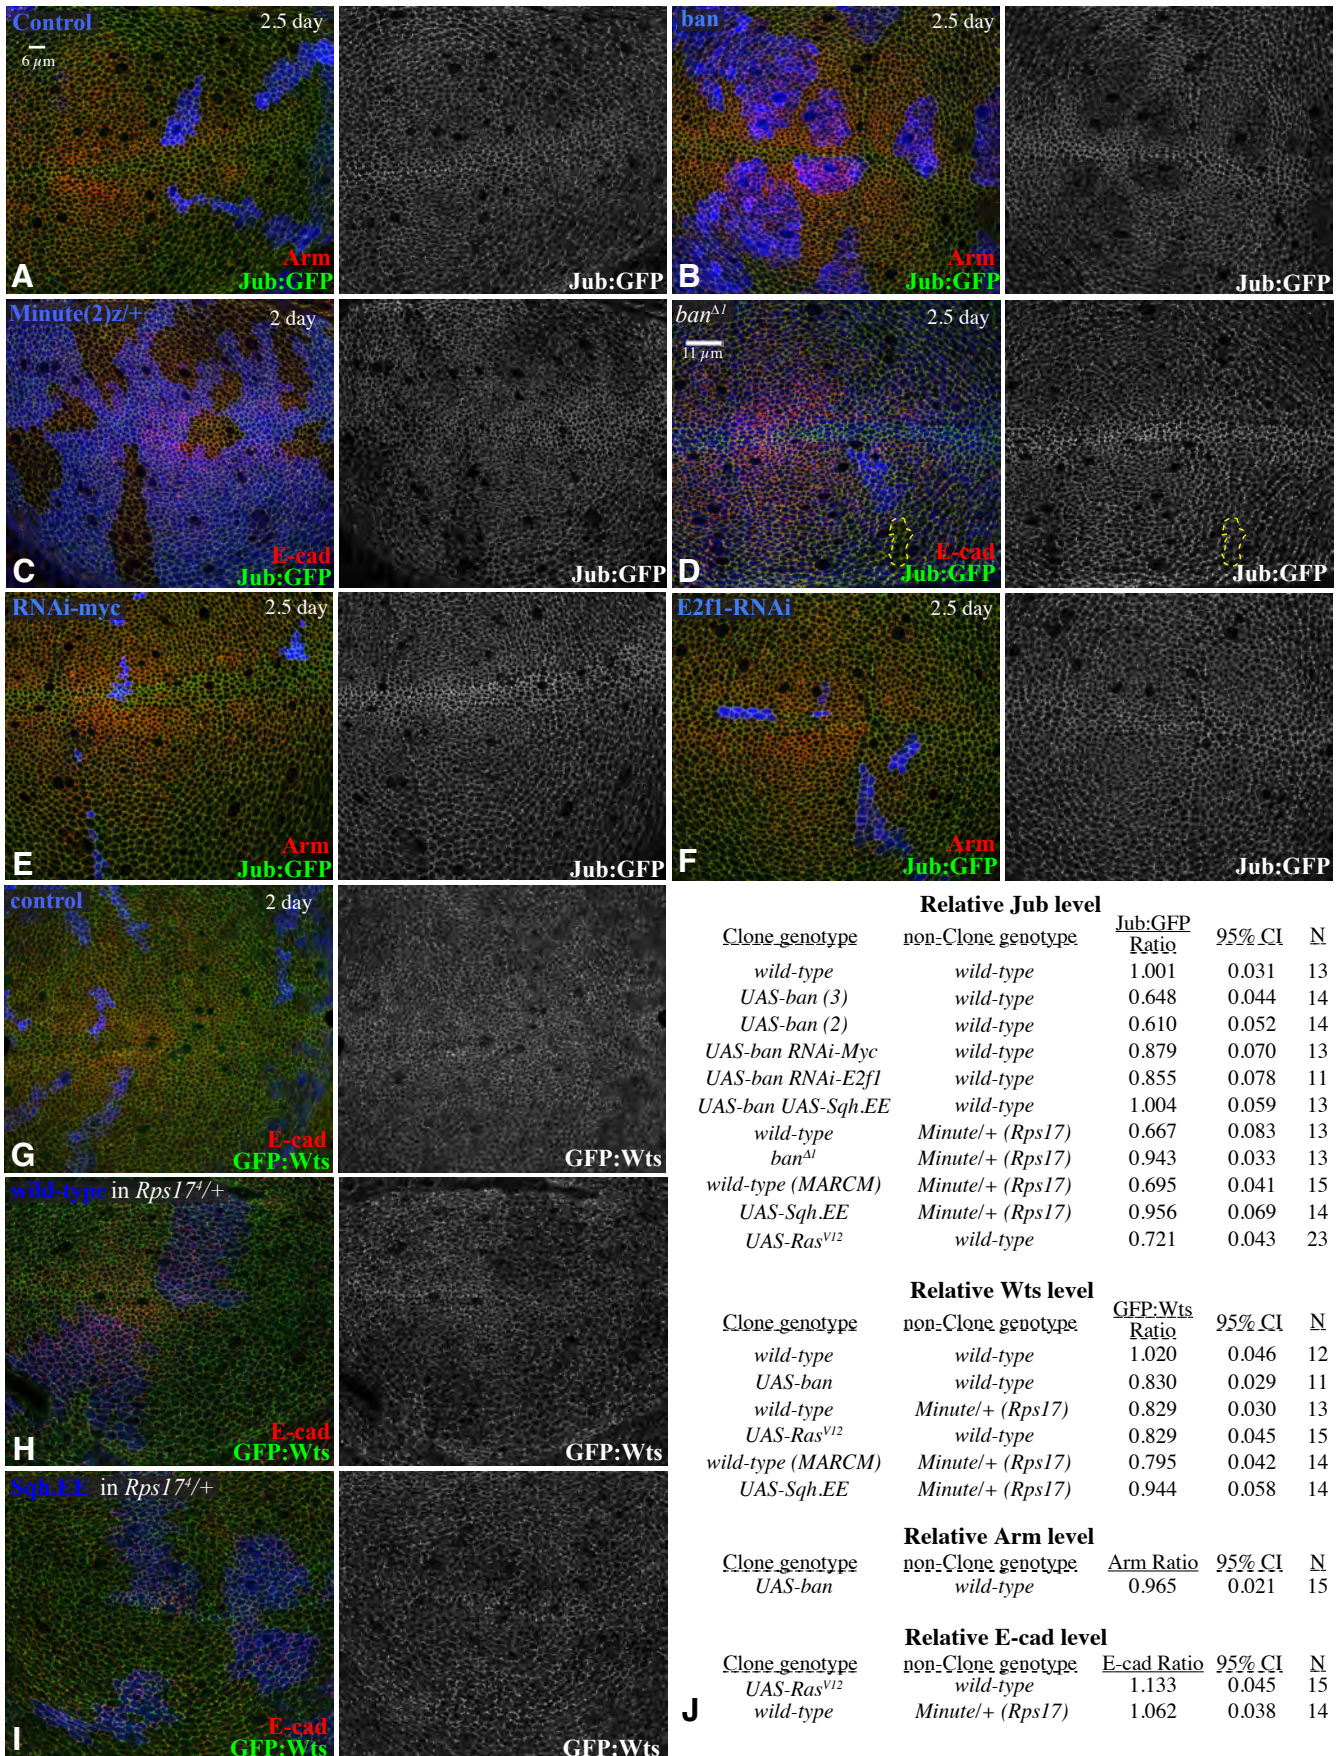 Control
2.5 day
6 µm
A
Arm
Jub:GFP
Jub:GFP
ban
2.5 day
B
Arm
Jub:GFP
Jub:GFP
Minute(2)z/+
2 day
C
E-cad
Jub:GFP
Jub:GFP
ban^Δ1
2.5 day
11 µm
D
E-cad
Jub:GFP
Jub:GFP
RNAi-myc
2.5 day
E
Arm
Jub:GFP
Jub:GFP
E2f1-RNAi
2.5 day
F
Arm
Jub:GFP
Jub:GFP
control
2 day
G
E-cad
GFP:Wts
GFP:Wts
wild-type in Rps17^4/+
H
E-cad
GFP:Wts
GFP:Wts
Sqh.EE in Rps17^4/+
I
E-cad
GFP:Wts
GFP:Wts
Relative Jub level
Clone genotype non-Clone genotype Jub:GFP Ratio 95% CI N
wild-type wild-type 1.001 0.031 13
UAS-ban (3) wild-type 0.648 0.044 14
UAS-ban (2) wild-type 0.610 0.052 14
UAS-ban RNAi-Myc wild-type 0.879 0.070 13
UAS-ban RNAi-E2f1 wild-type 0.855 0.078 11
UAS-ban UAS-Sqh.EE wild-type 1.004 0.059 13
wild-type Minute/+ (Rps17) 0.667 0.083 13
ban^Δ1 Minute/+ (Rps17) 0.943 0.033 13
wild-type (MARCM) Minute/+ (Rps17) 0.695 0.041 15
UAS-Sqh.EE Minute/+ (Rps17) 0.956 0.069 14
UAS-Ras^V12 wild-type 0.721 0.043 23
Relative Wts level
Clone genotype non-Clone genotype GFP:Wts Ratio 95% CI N
wild-type wild-type 1.020 0.046 12
UAS-ban wild-type 0.830 0.029 11
wild-type Minute/+ (Rps17) 0.829 0.030 13
UAS-Ras^V12 wild-type 0.829 0.045 15
wild-type (MARCM) Minute/+ (Rps17) 0.795 0.042 14
UAS-Sqh.EE Minute/+ (Rps17) 0.944 0.058 14
Relative Arm level
Clone genotype non-Clone genotype Arm Ratio 95% CI N
UAS-ban wild-type 0.965 0.021 15
Relative E-cad level
Clone genotype non-Clone genotype E-cad Ratio 95% CI N
UAS-Ras^V12 wild-type 1.133 0.045 15
wild-type Minute/+ (Rps17) 1.062 0.038 14
J